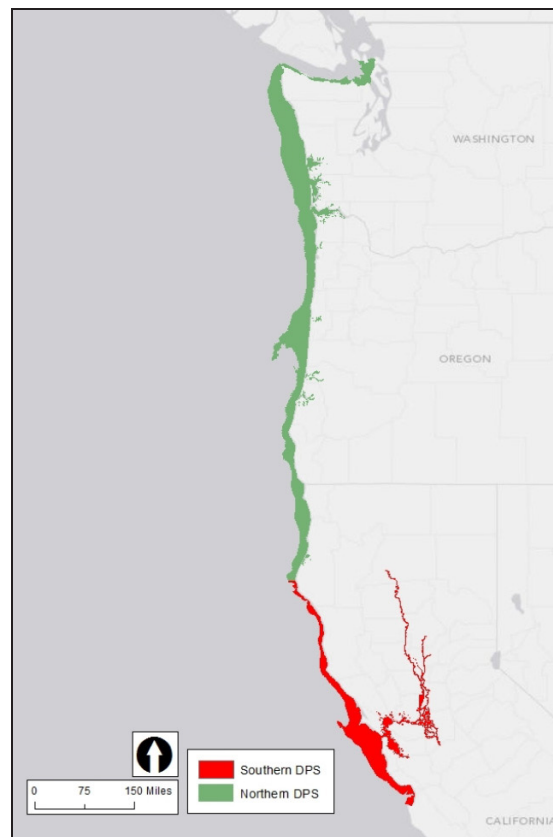 WASHINGTON
OREGON
Southern DPS
Northern DPS
0 75 150 Miles
CALIFORNIA